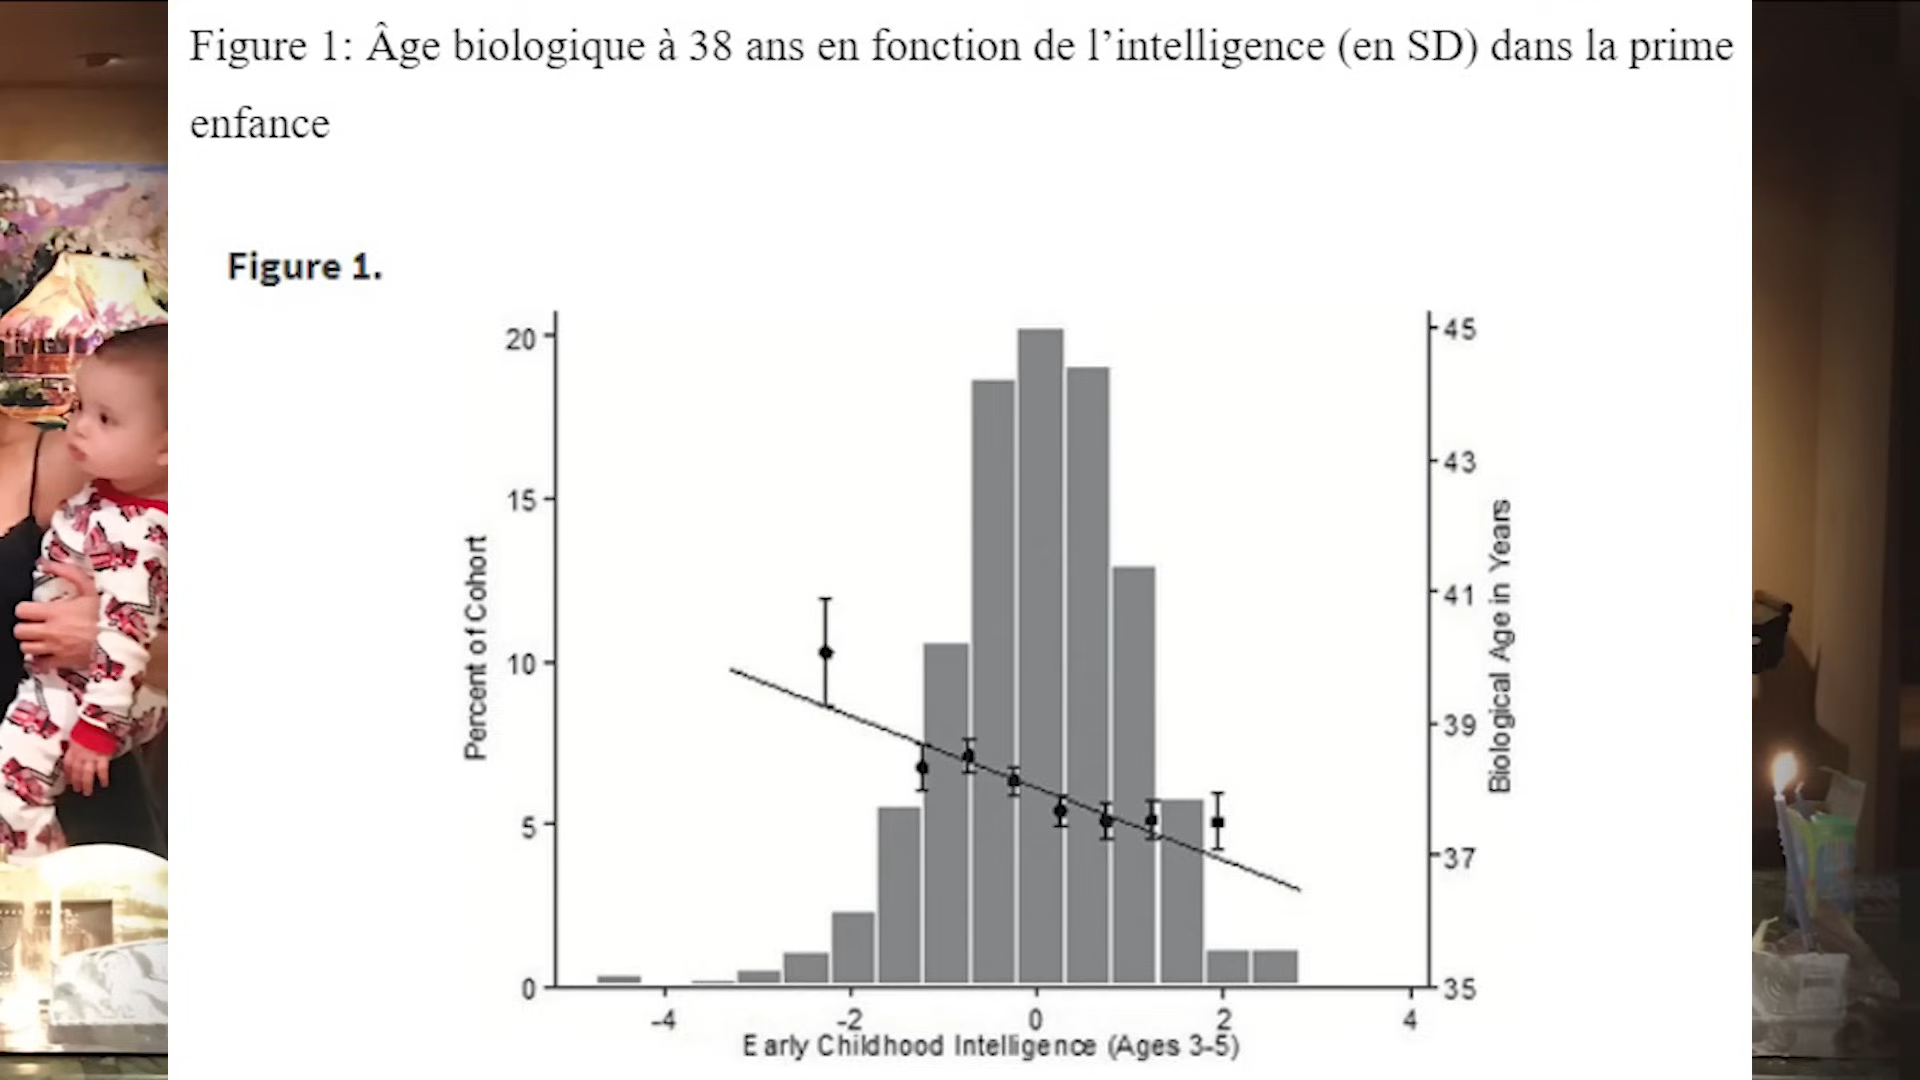 Figure 1: Âge biologique à 38 ans en fonction de l’intelligence (en SD) dans la prime
enfance
Figure 1.
20
15
10
5
0
Percent of Cohort
45
43
41
39
37
35
Biological Age in Years
-4
-2
0
2
4
Early Childhood Intelligence (Ages 3-5)